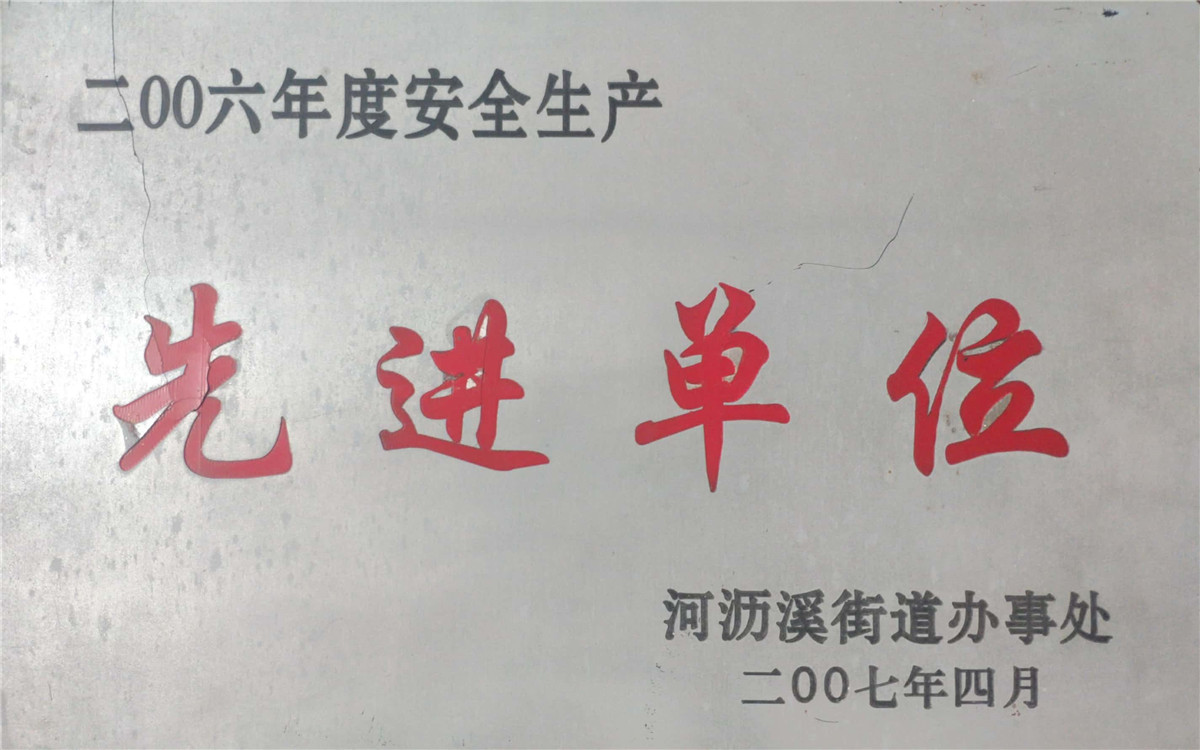 二00六年度安全生产
先进单位
河沥溪街道办事处
二00七年四月